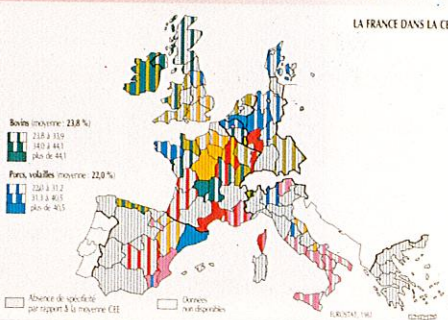 LA FRANCE DANS LA CE
Bovins (moyenne : 23,8 %)
23,8 à 33,9
34,0 à 44,1
plus de 44,1
Porcs, volailles (moyenne : 22,0 %)
22,0 à 31,2
31,3 à 40,5
plus de 40,5
Absence de spécificité
par rapport à la moyenne CEE
Données
non disponibles
EUROSTAT,